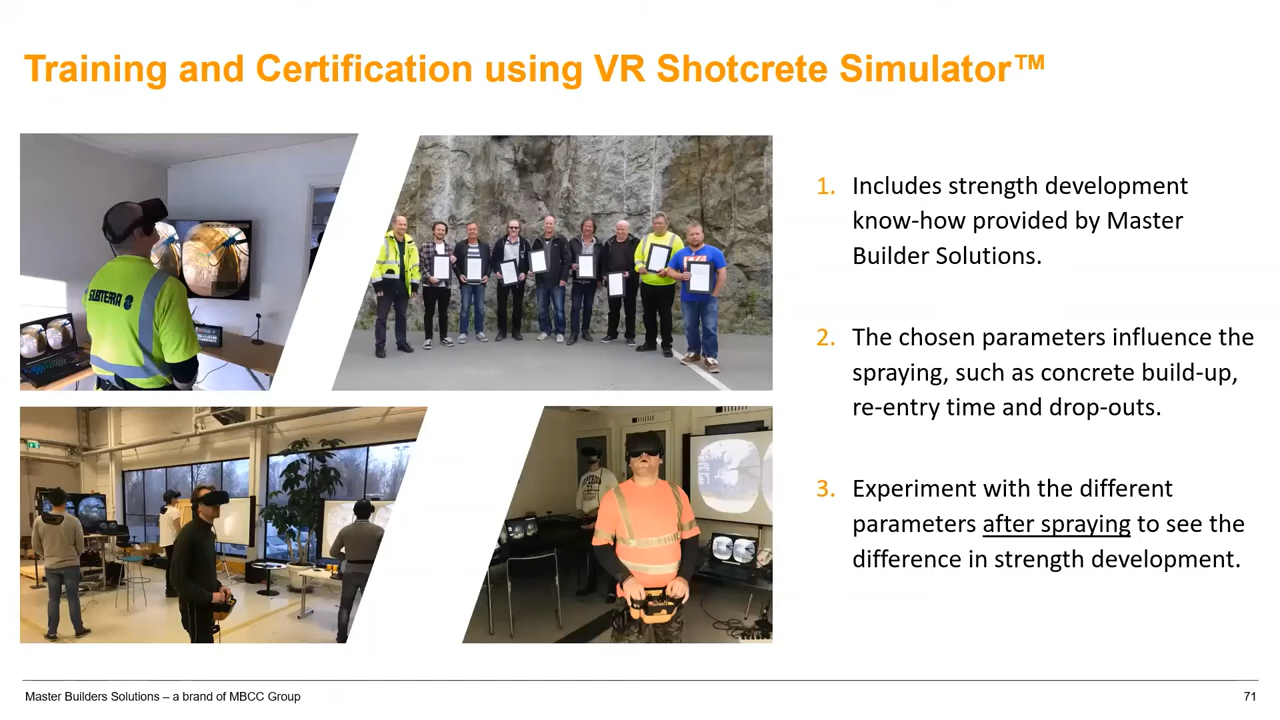 Training and Certification using VR Shotcrete Simulator™
SUBTERRA
1. Includes strength development
know-how provided by Master
Builder Solutions.
2. The chosen parameters influence the
spraying, such as concrete build-up,
re-entry time and drop-outs.
3. Experiment with the different
parameters after spraying to see the
difference in strength development.
Master Builders Solutions – a brand of MBCC Group
71